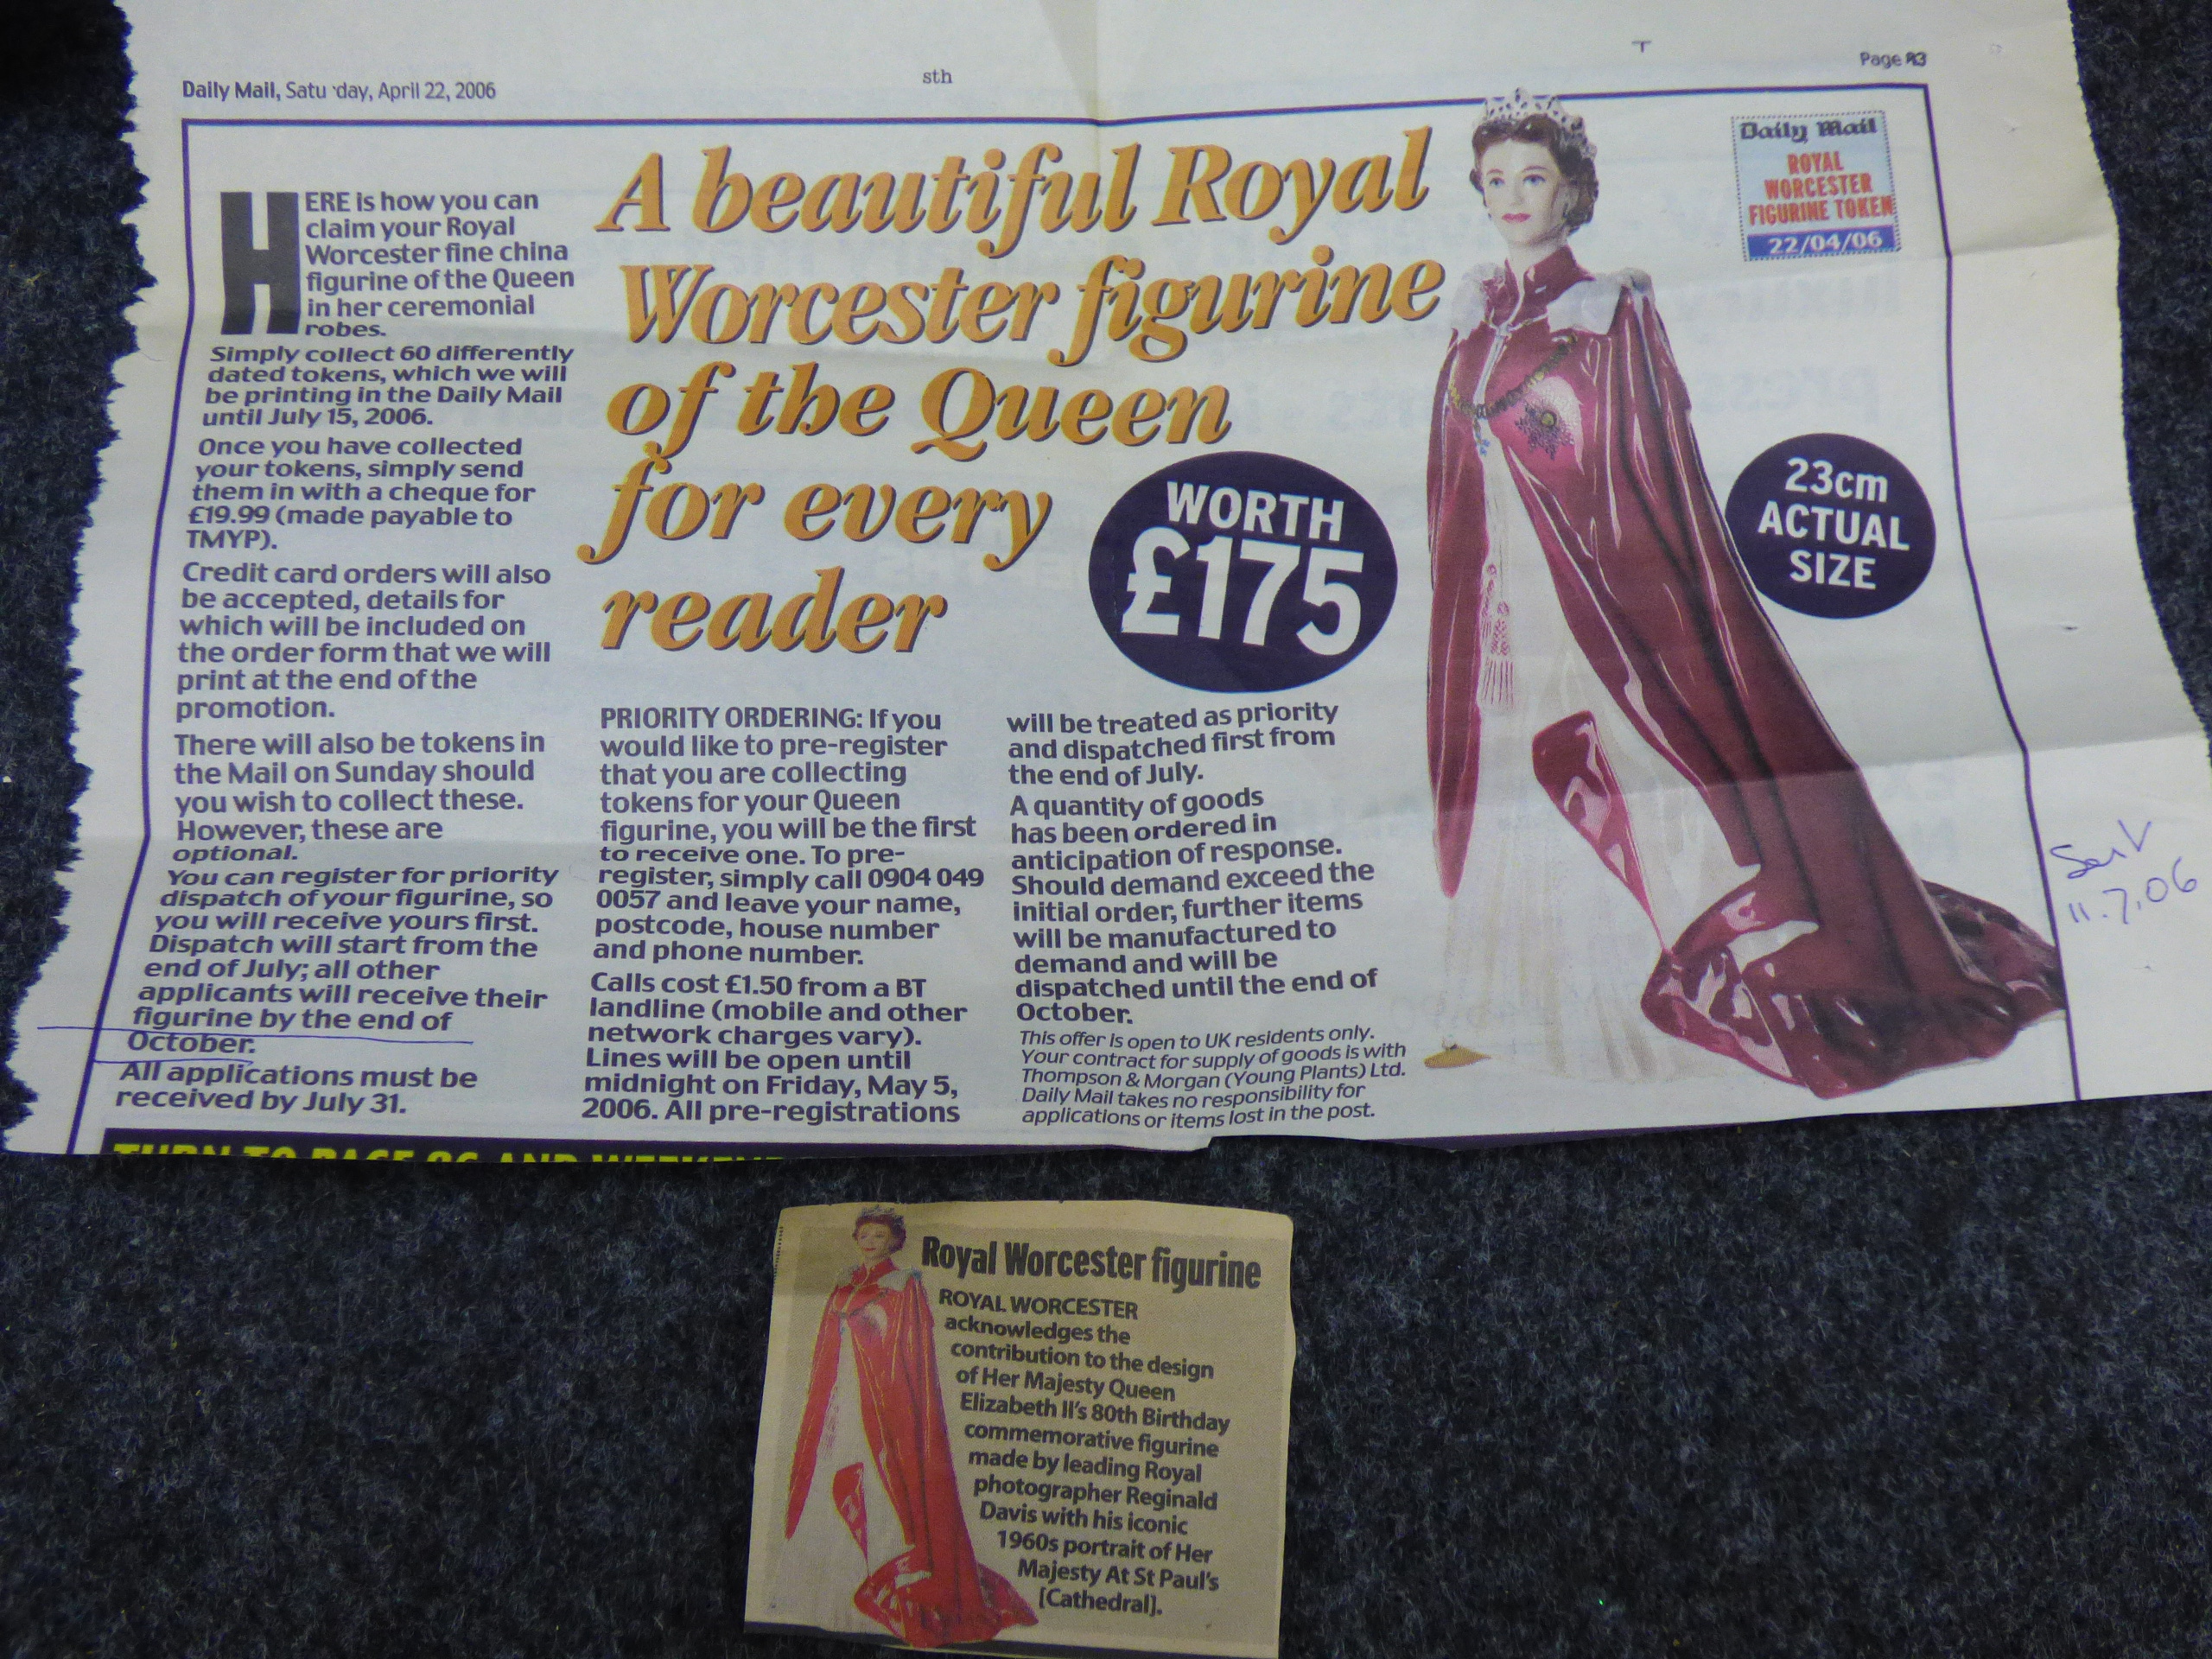 Daily Mail, Satu day, April 22, 2006
sth
T
Page
A beautiful Royal
Worcester figurine
of the Queen
for every
reader
Daily Mail
ROYAL
WORCESTER
FIGURINE TOKEN
22/04/06
WORTH
£175
23cm
ACTUAL
SIZE
HERE is how you can
claim your Royal
Worcester fine china
figurine of the Queen
in her ceremonial
robes.
Simply collect 60 differently
dated tokens, which we will
be printing in the Daily Mail
until July 15, 2006.
Once you have collected
your tokens, simply send
them in with a cheque for
£19.99 (made payable to
TMYP).
Credit card orders will also
be accepted, details for
which will be included on
the order form that we will
print at the end of the
promotion.
There will also be tokens in
the Mail on Sunday should
you wish to collect these.
However, these are
optional.
You can register for priority
dispatch of your figurine, so
you will receive yours first.
Dispatch will start from the
end of July; all other
applicants will receive their
figurine by the end of
October.
All applications must be
received by July 31.
PRIORITY ORDERING: If you
would like to pre-register
that you are collecting
tokens for your Queen
figurine, you will be the first
to receive one. To pre-
register, simply call 0904 049
0057 and leave your name,
postcode, house number
and phone number.
Calls cost £1.50 from a BT
landline (mobile and other
network charges vary).
Lines will be open until
midnight on Friday, May 5,
2006. All pre-registrations
will be treated as priority
and dispatched first from
the end of July.
A quantity of goods
has been ordered in
anticipation of response.
Should demand exceed the
initial order, further items
will be manufactured to
demand and will be
dispatched until the end of
October.
This offer is open to UK residents only.
Your contract for supply of goods is with
Thompson & Morgan (Young Plants) Ltd.
Daily Mail takes no responsibility for
applications or items lost in the post.
11.7.06
Royal Worcester figurine
ROYAL WORCESTER
acknowledges the
contribution to the design
of Her Majesty Queen
Elizabeth II's 80th Birthday
commemorative figurine
made by leading Royal
photographer Reginald
Davis with his iconic
1960s portrait of Her
Majesty At St Paul's
[Cathedral].